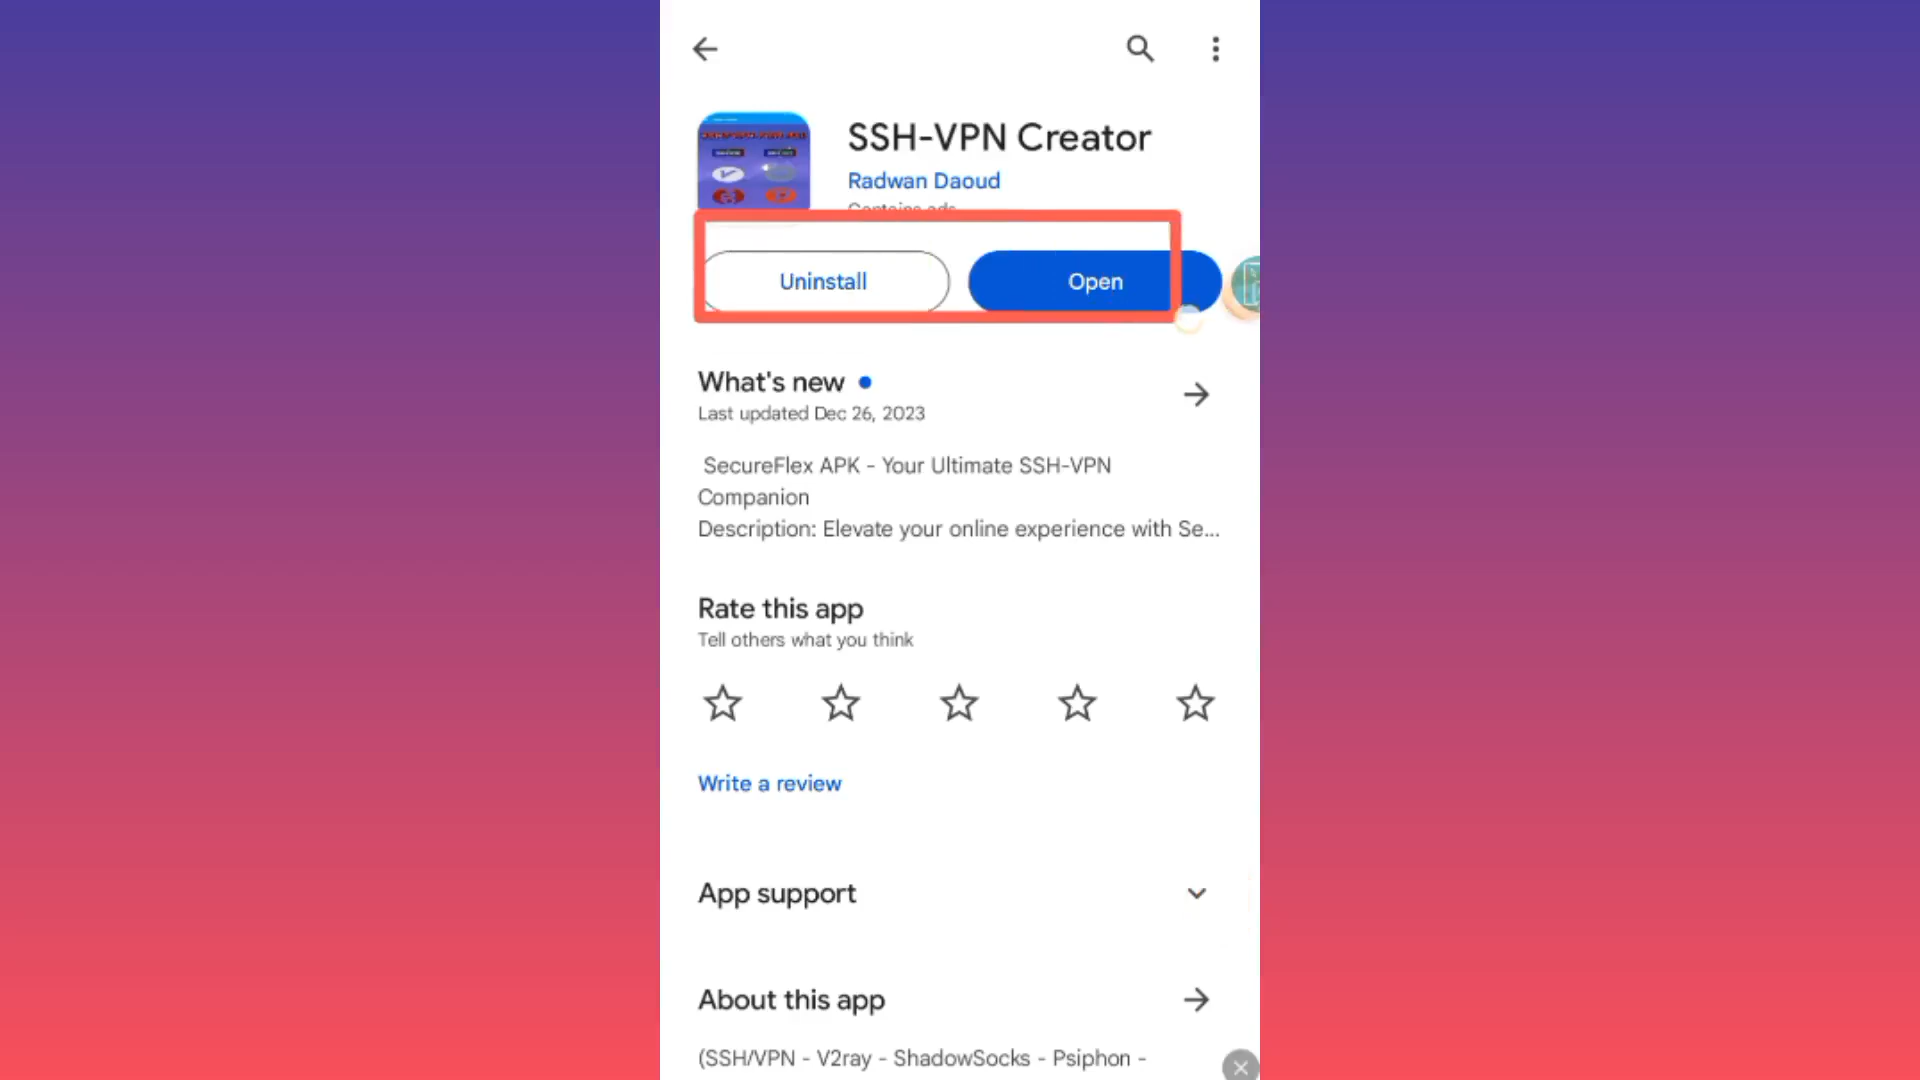 SSH-VPN Creator
Radwan Daoud
Contains ads
Uninstall
Open
What's new
Last updated Dec 26, 2023
SecureFlex APK - Your Ultimate SSH-VPN
Companion
Description: Elevate your online experience with Se...
Rate this app
Tell others what you think
Write a review
App support
About this app
(SSH/VPN - V2ray - ShadowSocks - Psiphon -